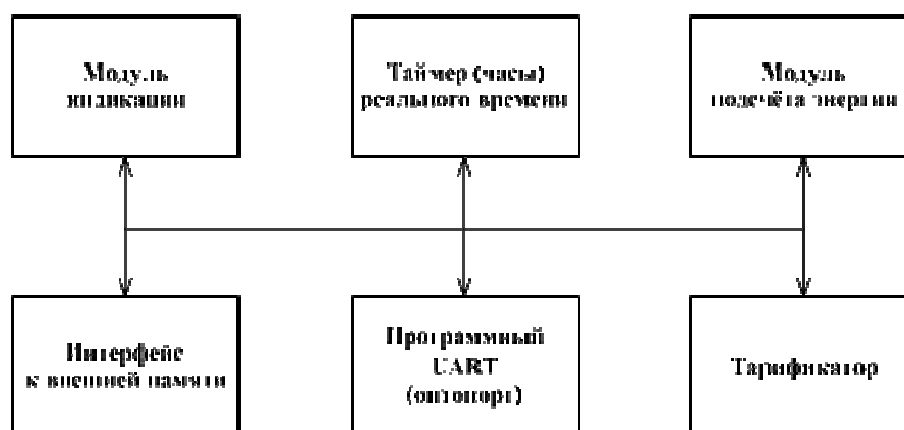 Модуль
индикации
Таймер (часы)
реального времени
Модуль
подсчёта энергии
Интерфейс
к внешней памяти
Программный
UART
(оптопорт)
Тарификатор